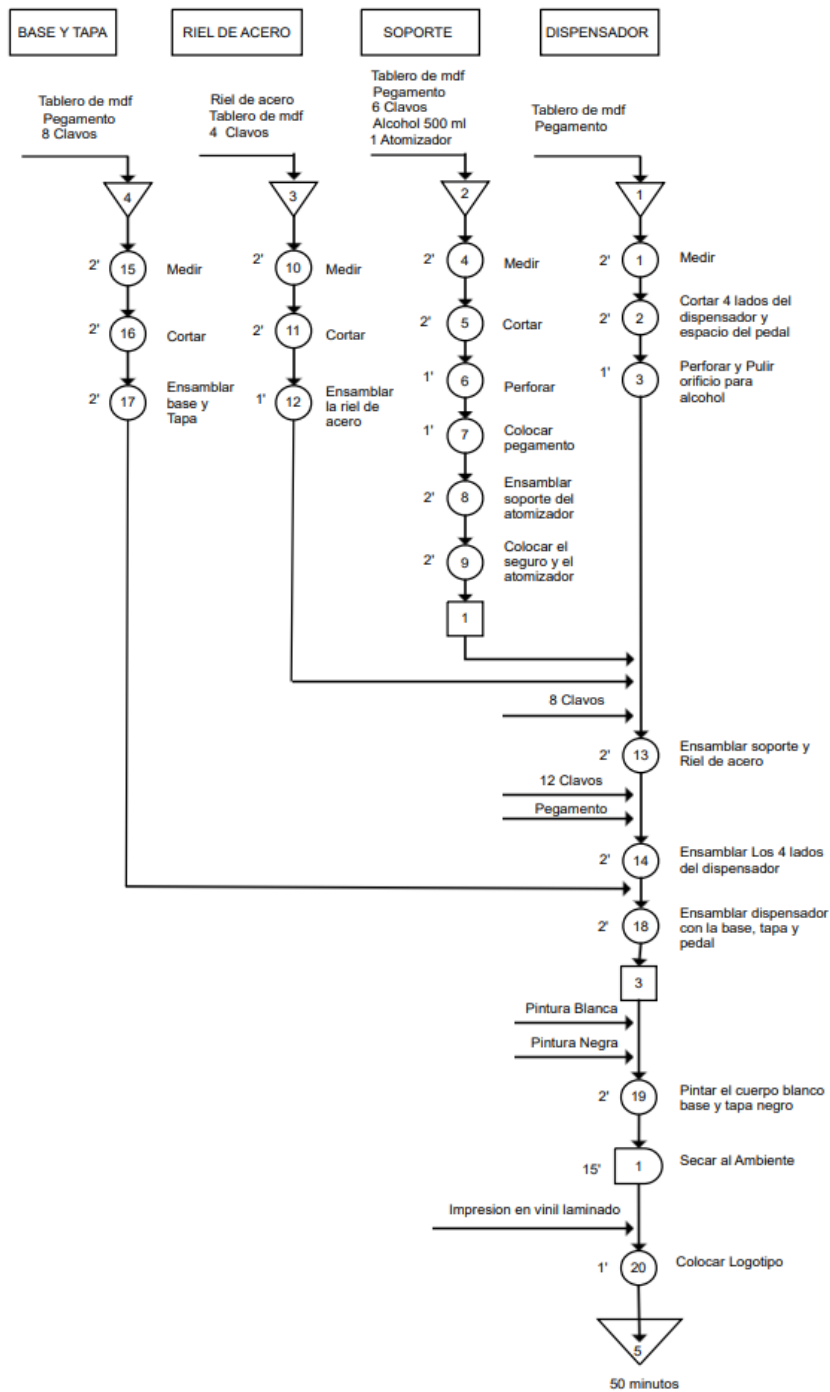 BASE Y TAPA
RIEL DE ACERO
SOPORTE
DISPENSADOR
Tablero de mdf
Pegamento
8 Clavos
Riel de acero
Tablero de mdf
4 Clavos
Tablero de mdf
Pegamento
6 Clavos
Alcohol 500 ml
1 Atomizador
Tablero de mdf
Pegamento
4
3
2
1
2'
15
Medir
2'
16
Cortar
2'
17
Ensamblar
base y
Tapa
2'
10
Medir
2'
11
Cortar
1'
12
Ensamblar
la riel de
acero
2'
4
Medir
2'
5
Cortar
1'
6
Perforar
1'
7
Colocar
pegamento
2'
8
Ensamblar
soporte del
atomizador
2'
9
Colocar el
seguro y el
atomizador
1
2'
1
Medir
2'
2
Cortar 4 lados del
dispensador y
espacio del pedal
1'
3
Perforar y Pulir
orificio para
alcohol
8 Clavos
2'
13
Ensamblar soporte y
Riel de acero
12 Clavos
Pegamento
2'
14
Ensamblar Los 4 lados
del dispensador
2'
18
Ensamblar dispensador
con la base, tapa y
pedal
3
Pintura Blanca
Pintura Negra
2'
19
Pintar el cuerpo blanco
base y tapa negro
15'
1
Secar al Ambiente
Impresion en vinil laminado
1'
20
Colocar Logotipo
5
50 minutos